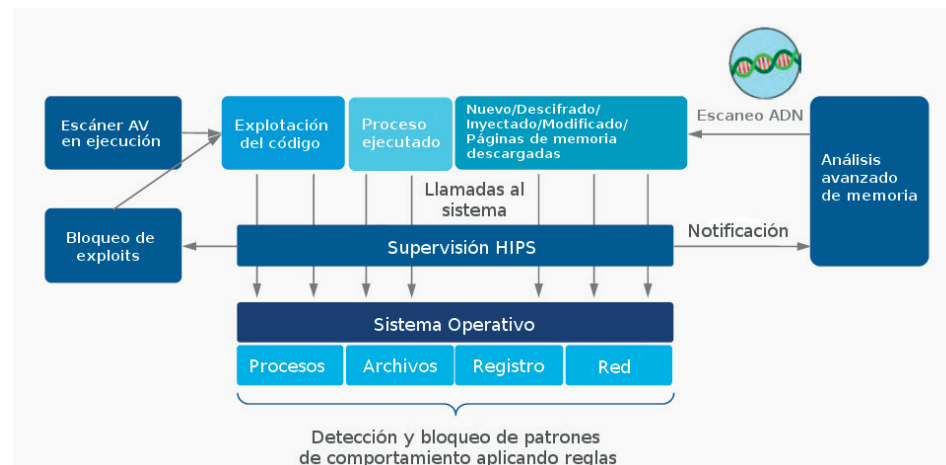 Escáner AV
en ejecución
Explotación
del código
Proceso
ejecutado
Nuevo/Descifrado/
Inyectado/Modificado/
Páginas de memoria
descargadas
Escaneo ADN
Análisis
avanzado
de memoria
Llamadas al
sistema
Bloqueo de
exploits
Supervisión HIPS
Notificación
Sistema Operativo
Procesos
Archivos
Registro
Red
Detección y bloqueo de patrones
de comportamiento aplicando reglas